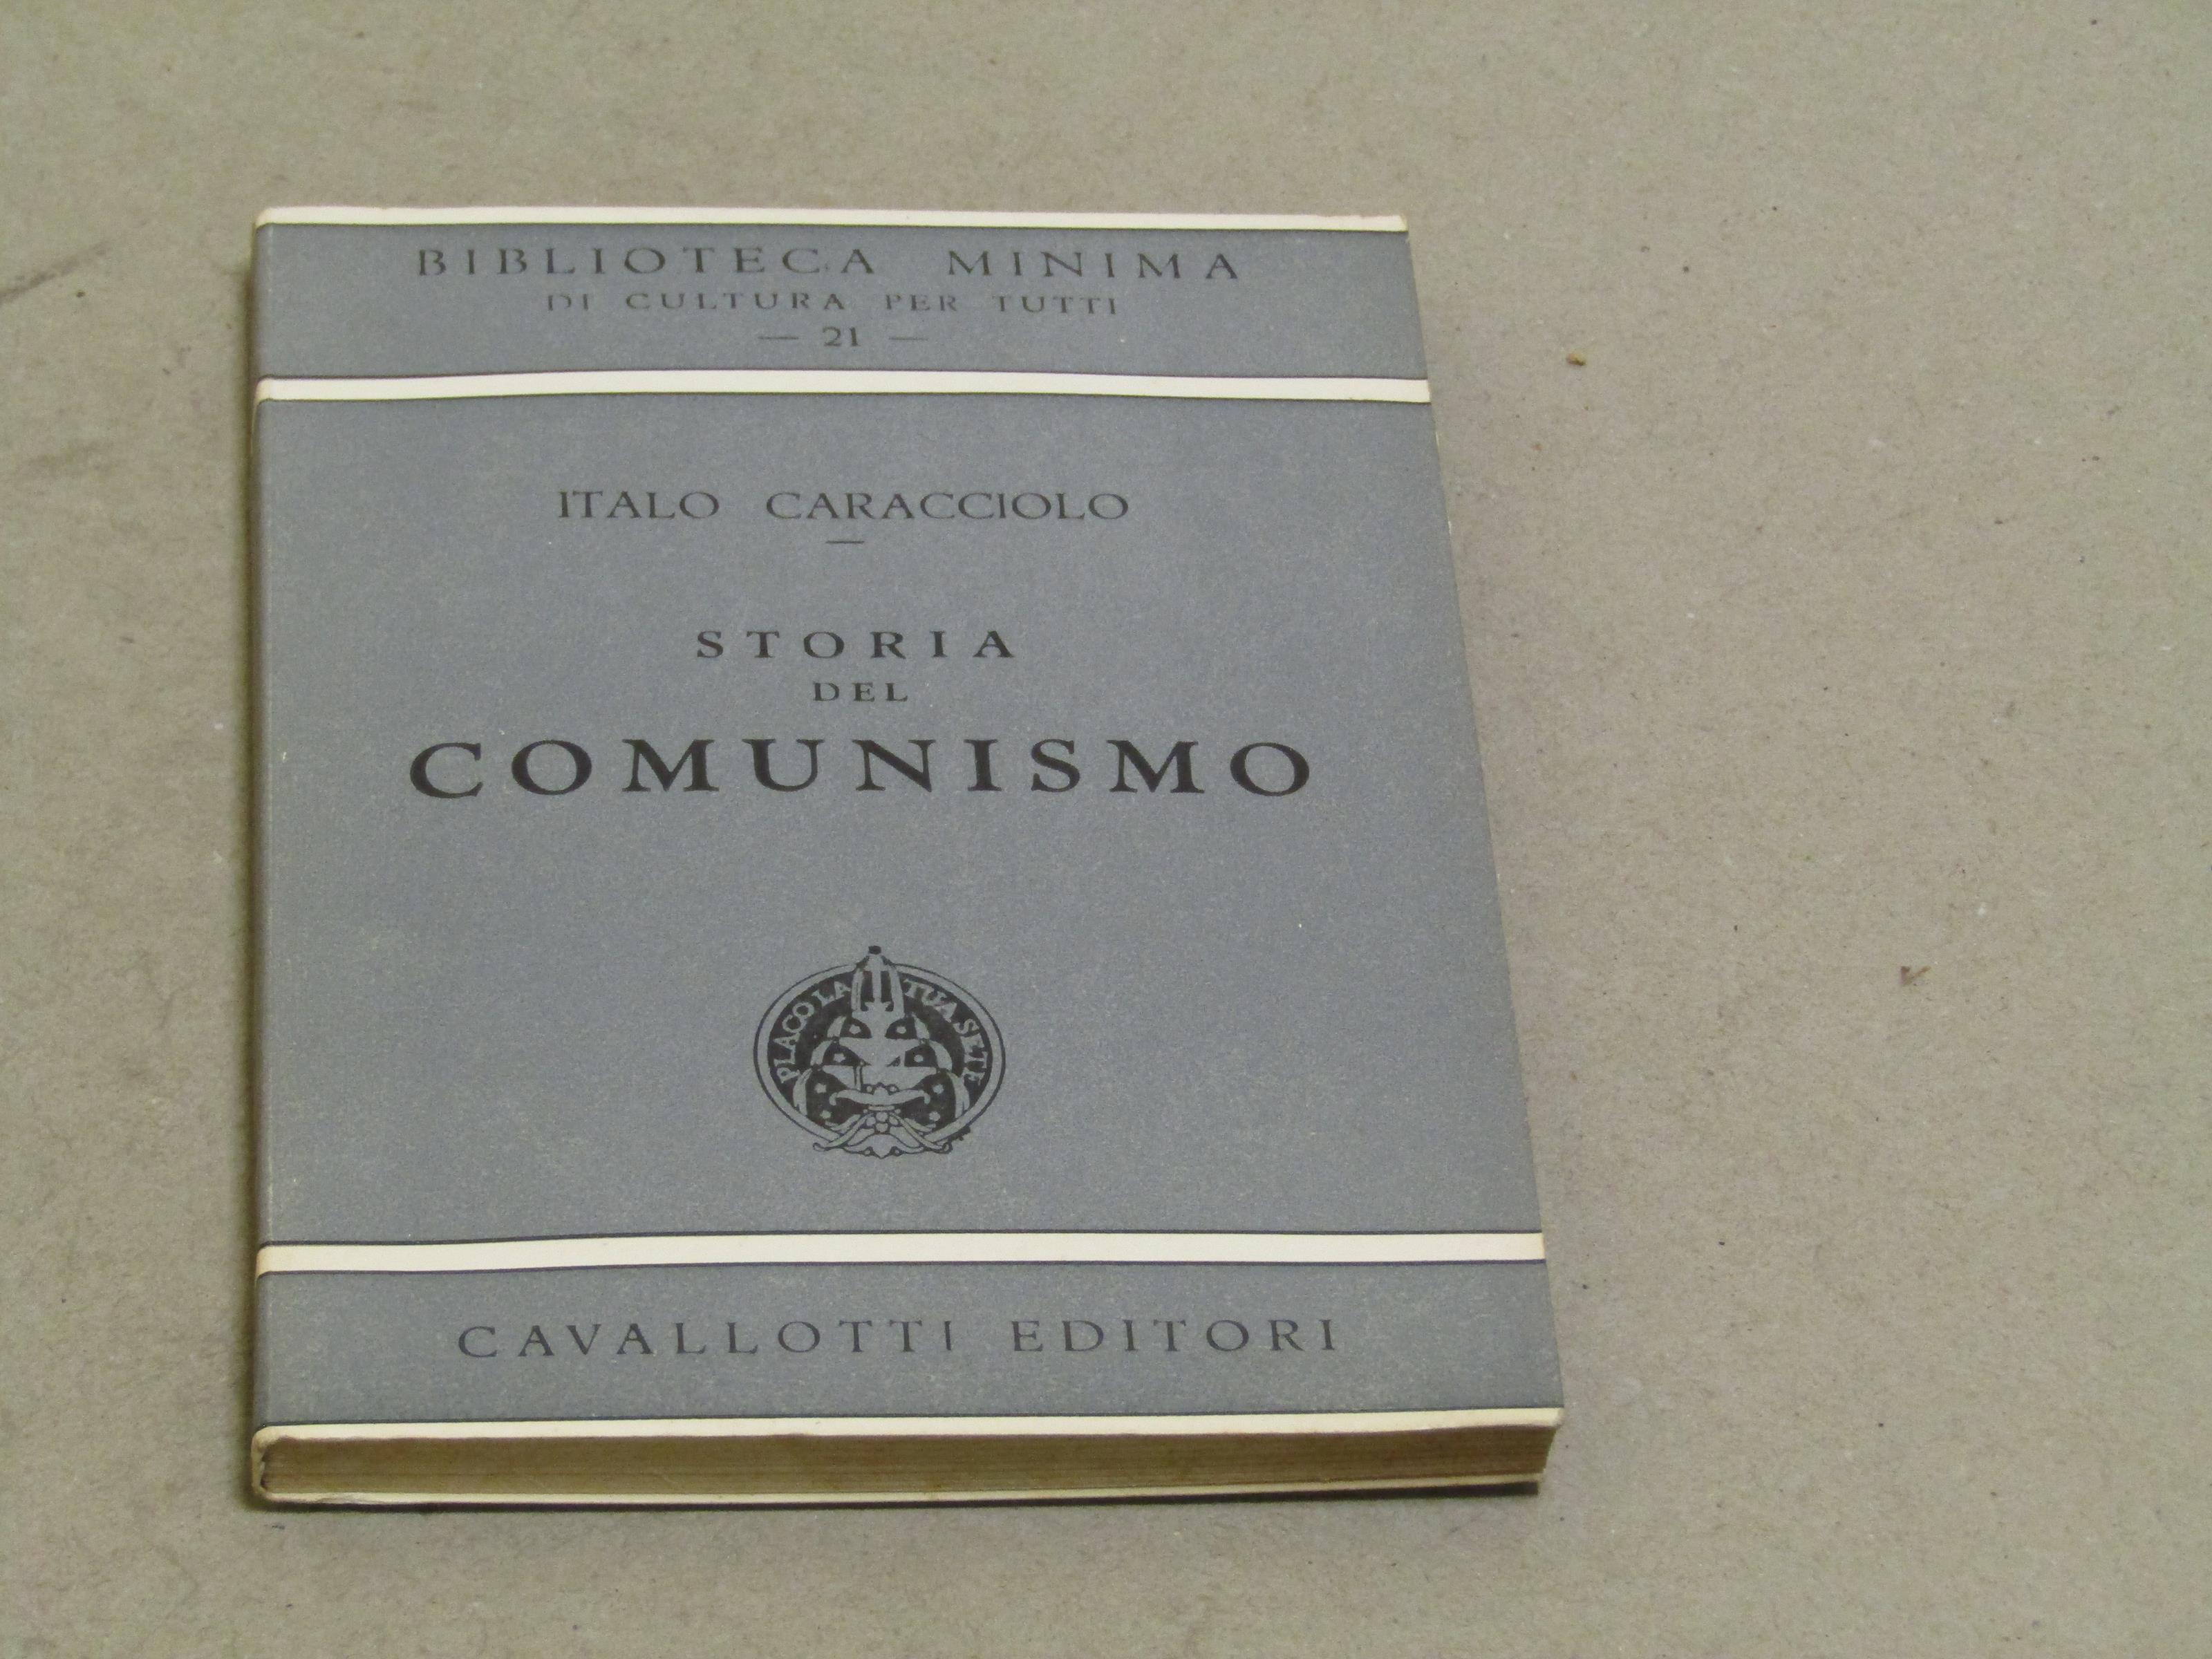 BIBLIOTECA MINIMA
DI CULTURA PER TUTTI
— 21 —
ITALO CARACCIOLO
STORIA
DEL
COMUNISMO
PLACO LA TUA SETE
CAVALLOTTI EDITORI